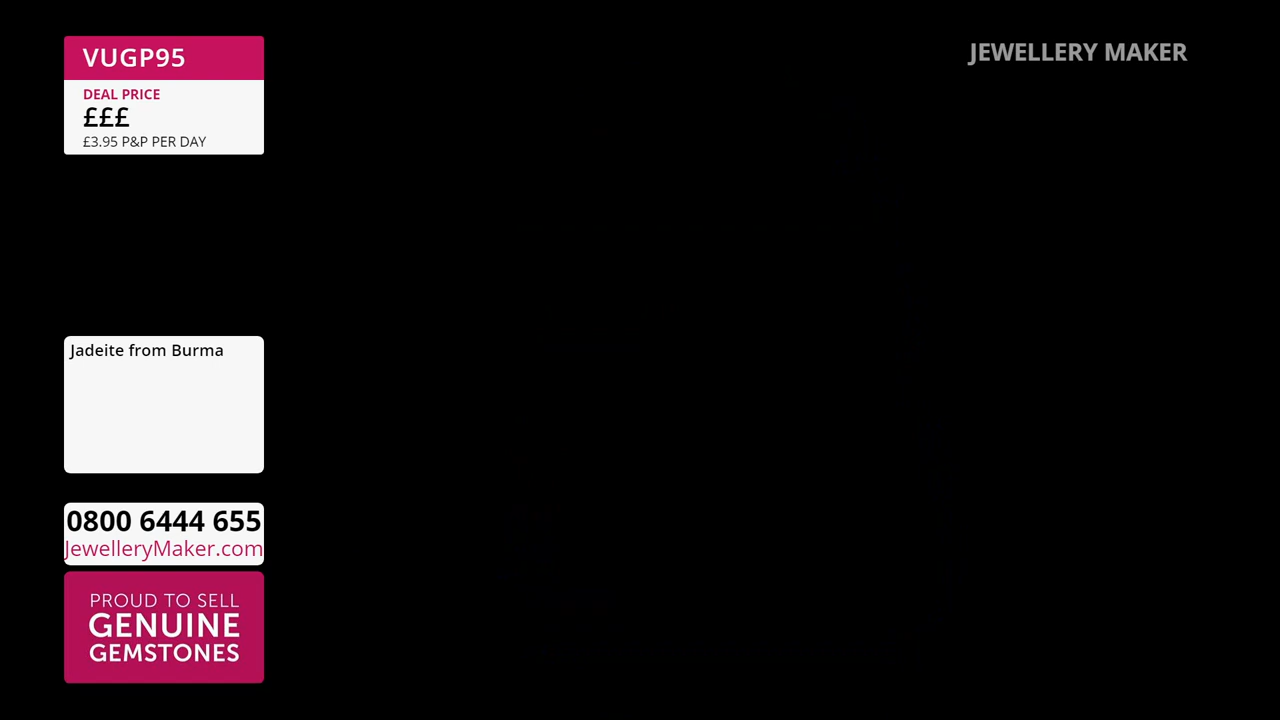 VUGP95
DEAL PRICE
£££
£3.95 P&P PER DAY
JEWELLERY MAKER
Jadeite from Burma
0800 6444 655
JewelleryMaker.com
PROUD TO SELL
GENUINE
GEMSTONES